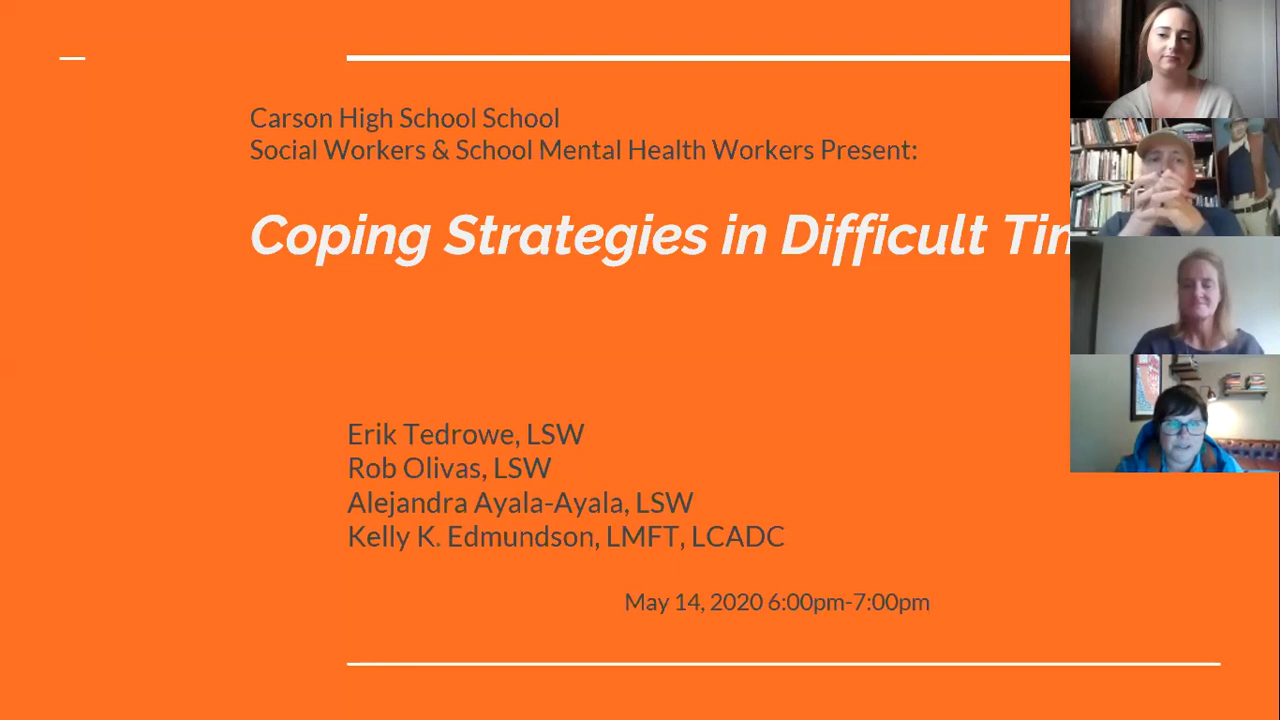 Carson High School School
Social Workers & School Mental Health Workers Present:
Coping Strategies in Difficult
Erik Tedrowe, LSW
Rob Olivas, LSW
Alejandra Ayala-Ayala, LSW
Kelly K. Edmundson, LMFT, LCADC
May 14, 2020 6:00pm-7:00pm